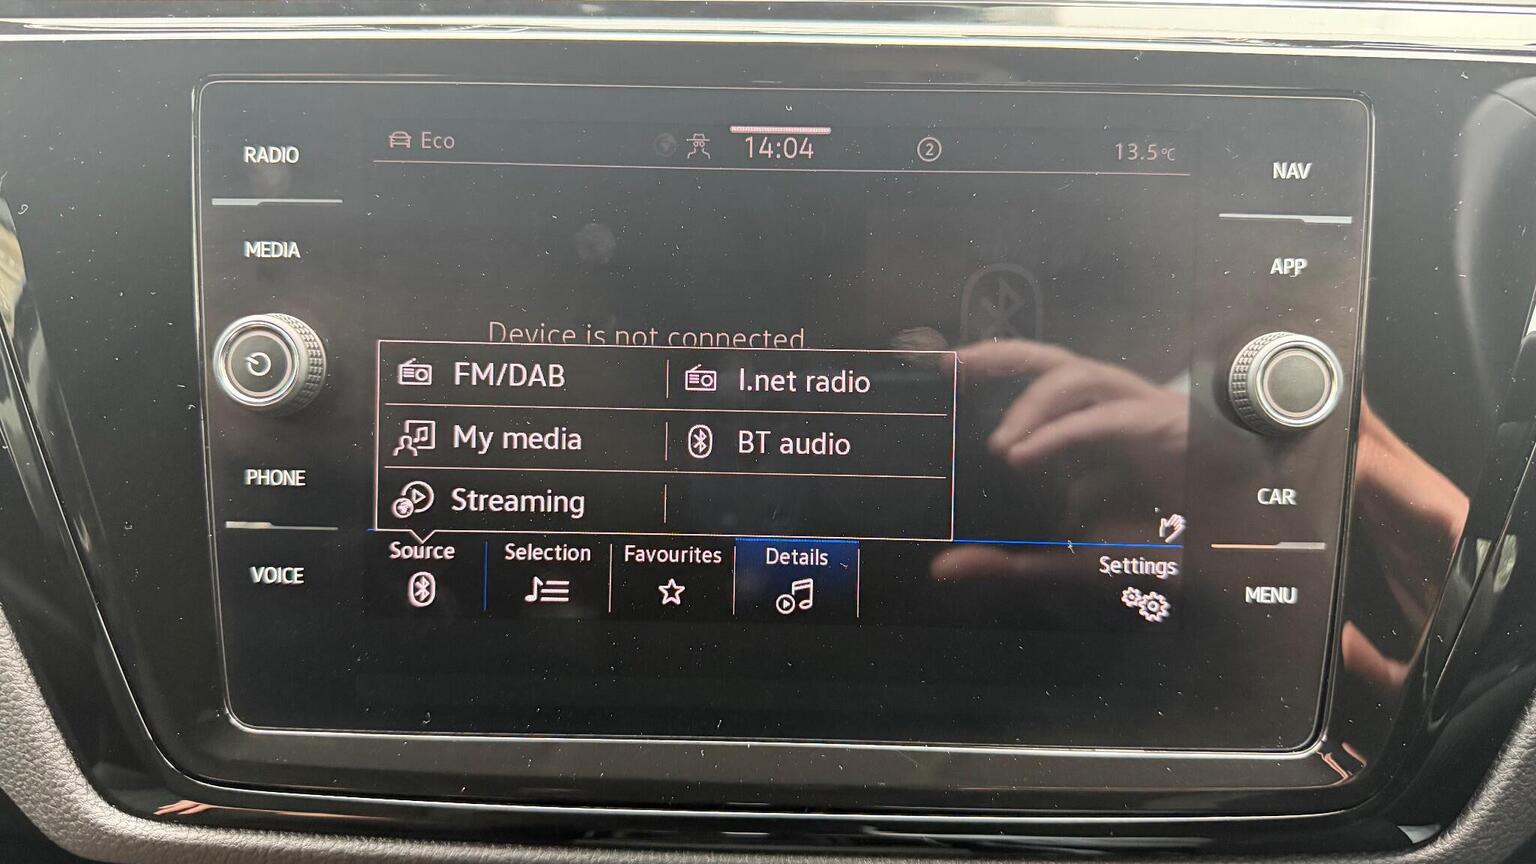 RADIO
MEDIA
PHONE
VOICE
Eco
14:04
2
13.5°C
Device is not connected.
FM/DAB
I.net radio
My media
BT audio
Streaming
Source
Selection
Favourites
Details
Settings
NAV
APP
CAR
MENU